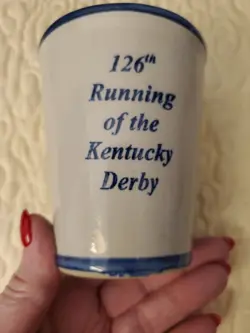 126th
Running
of the
Kentucky
Derby